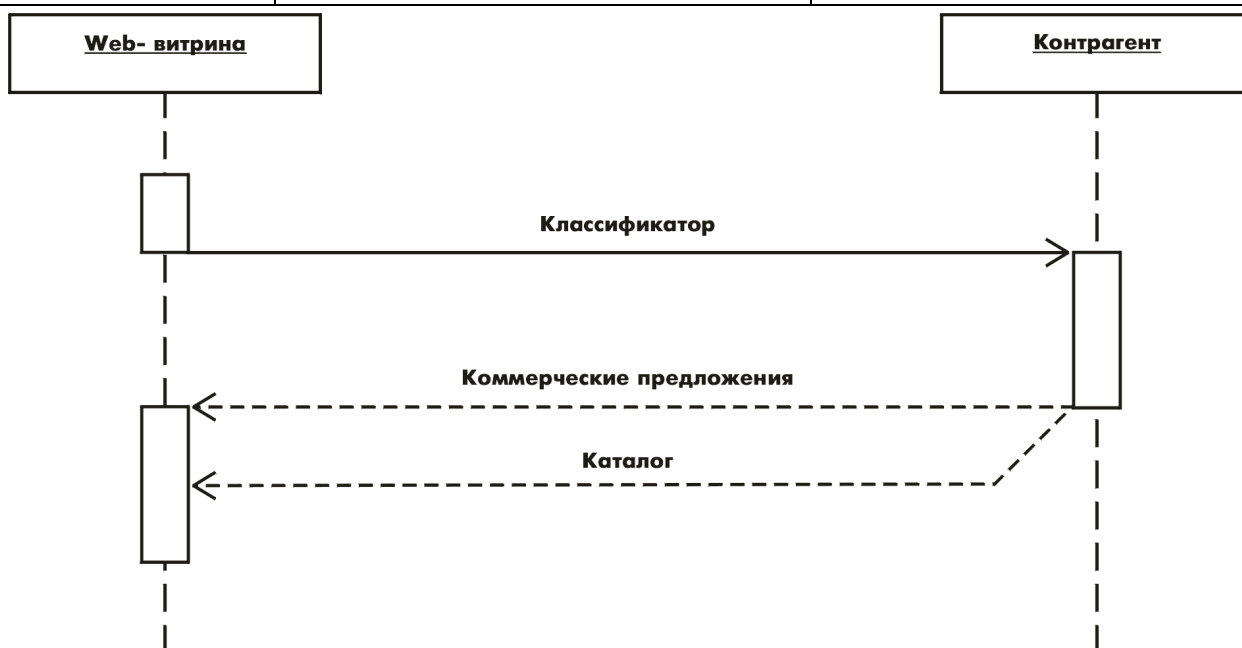 Web- витрина
Контрагент
Классификатор
Коммерческие предложения
Каталог